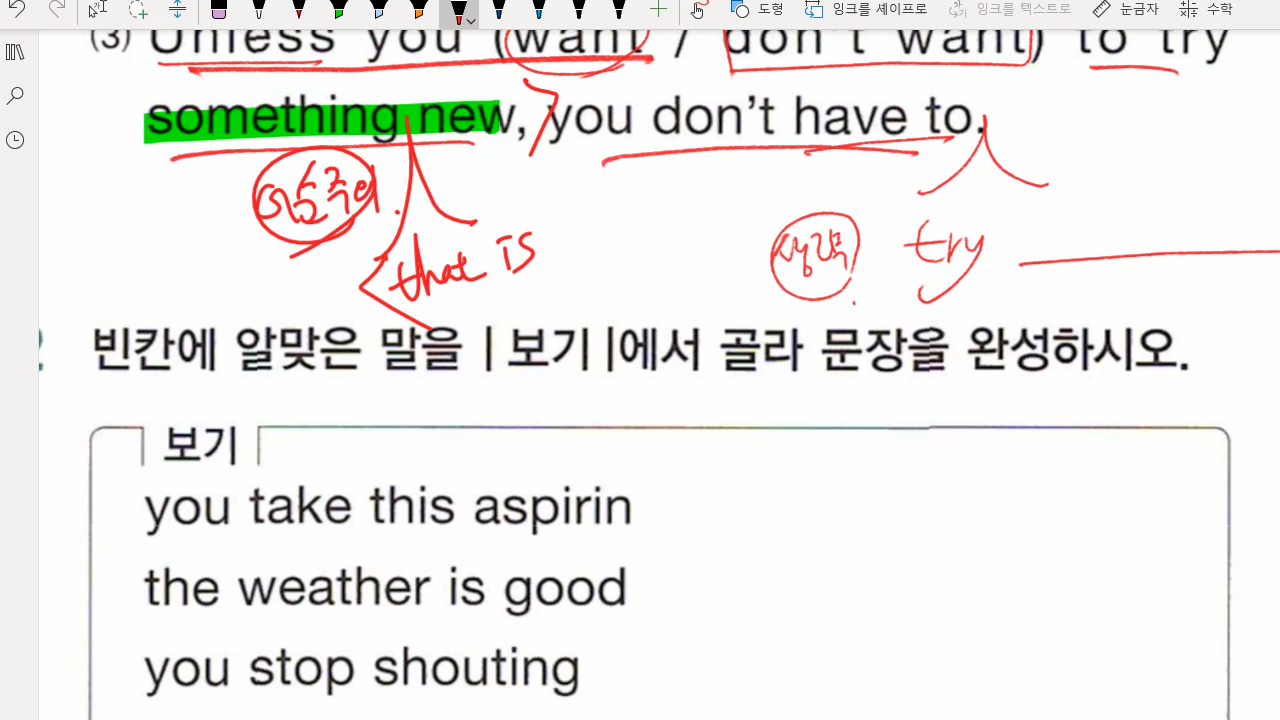 도형 잉크를 셰이프로 잉크를 텍스트로 눈금자 수학
(3) Unless you (want / don't want) to try
something new, you don't have to.
that is
생략 try
빈칸에 알맞은 말을 | 보기 |에서 골라 문장을 완성하시오.
보기
you take this aspirin
the weather is good
you stop shouting